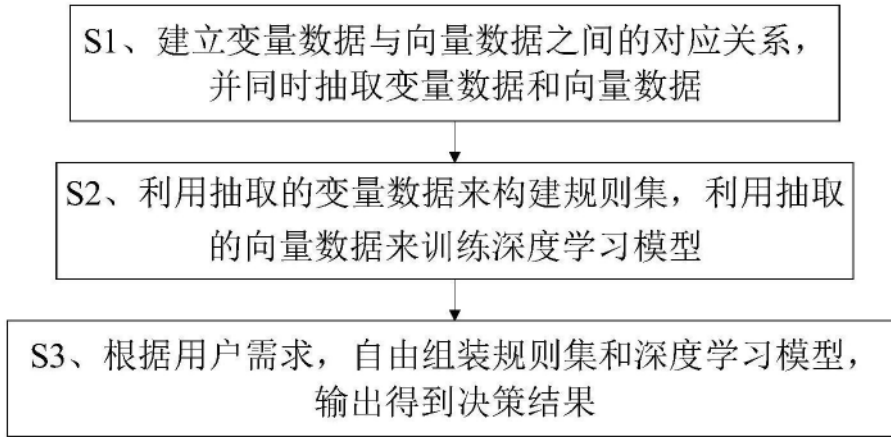 S1、建立变量数据与向量数据之间的对应关系，
并同时抽取变量数据和向量数据
S2、利用抽取的变量数据来构建规则集，利用抽取
的向量数据来训练深度学习模型
S3、根据用户需求，自由组装规则集和深度学习模型，
输出得到决策结果